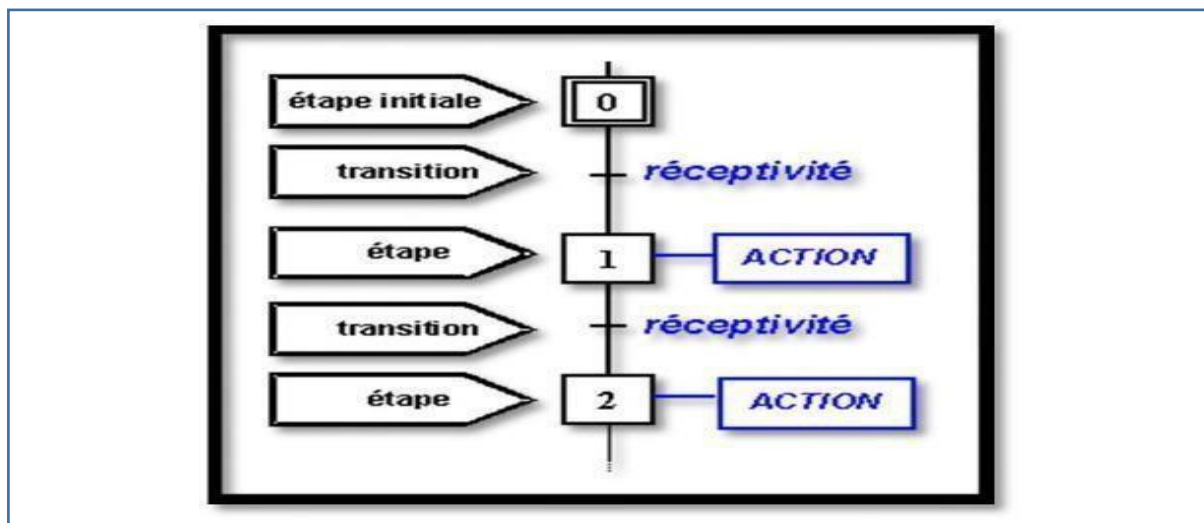 étape initiale
0
transition
réceptivité
étape
1
ACTION
transition
réceptivité
étape
2
ACTION